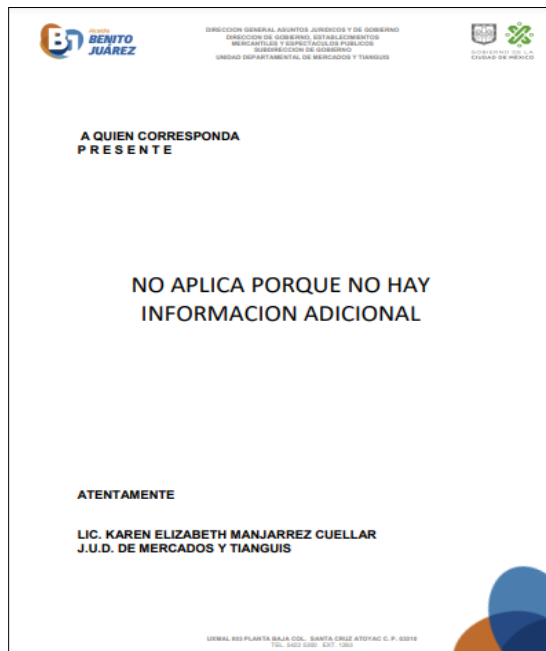 Alcaldía
BENITO
JUÁREZ
DIRECCION GENERAL ASUNTOS JURIDICOS Y DE GOBIERNO
DIRECCION DE GOBIERNO, ESTABLECIMIENTOS
MERCANTILES Y ESPECTACULOS PUBLICOS
SUBDIRECCION DE GOBIERNO
UNIDAD DEPARTAMENTAL DE MERCADOS Y TIANGUIS
GOBIERNO DE LA
CIUDAD DE MÉXICO
A QUIEN CORRESPONDA
P R E S E N T E
NO APLICA PORQUE NO HAY
INFORMACION ADICIONAL
ATENTAMENTE
LIC. KAREN ELIZABETH MANJARREZ CUELLAR
J.U.D. DE MERCADOS Y TIANGUIS
UXMAL 803 PLANTA BAJA COL. SANTA CRUZ ATOYAC C. P. 03310
TEL. 5422 5300 EXT.